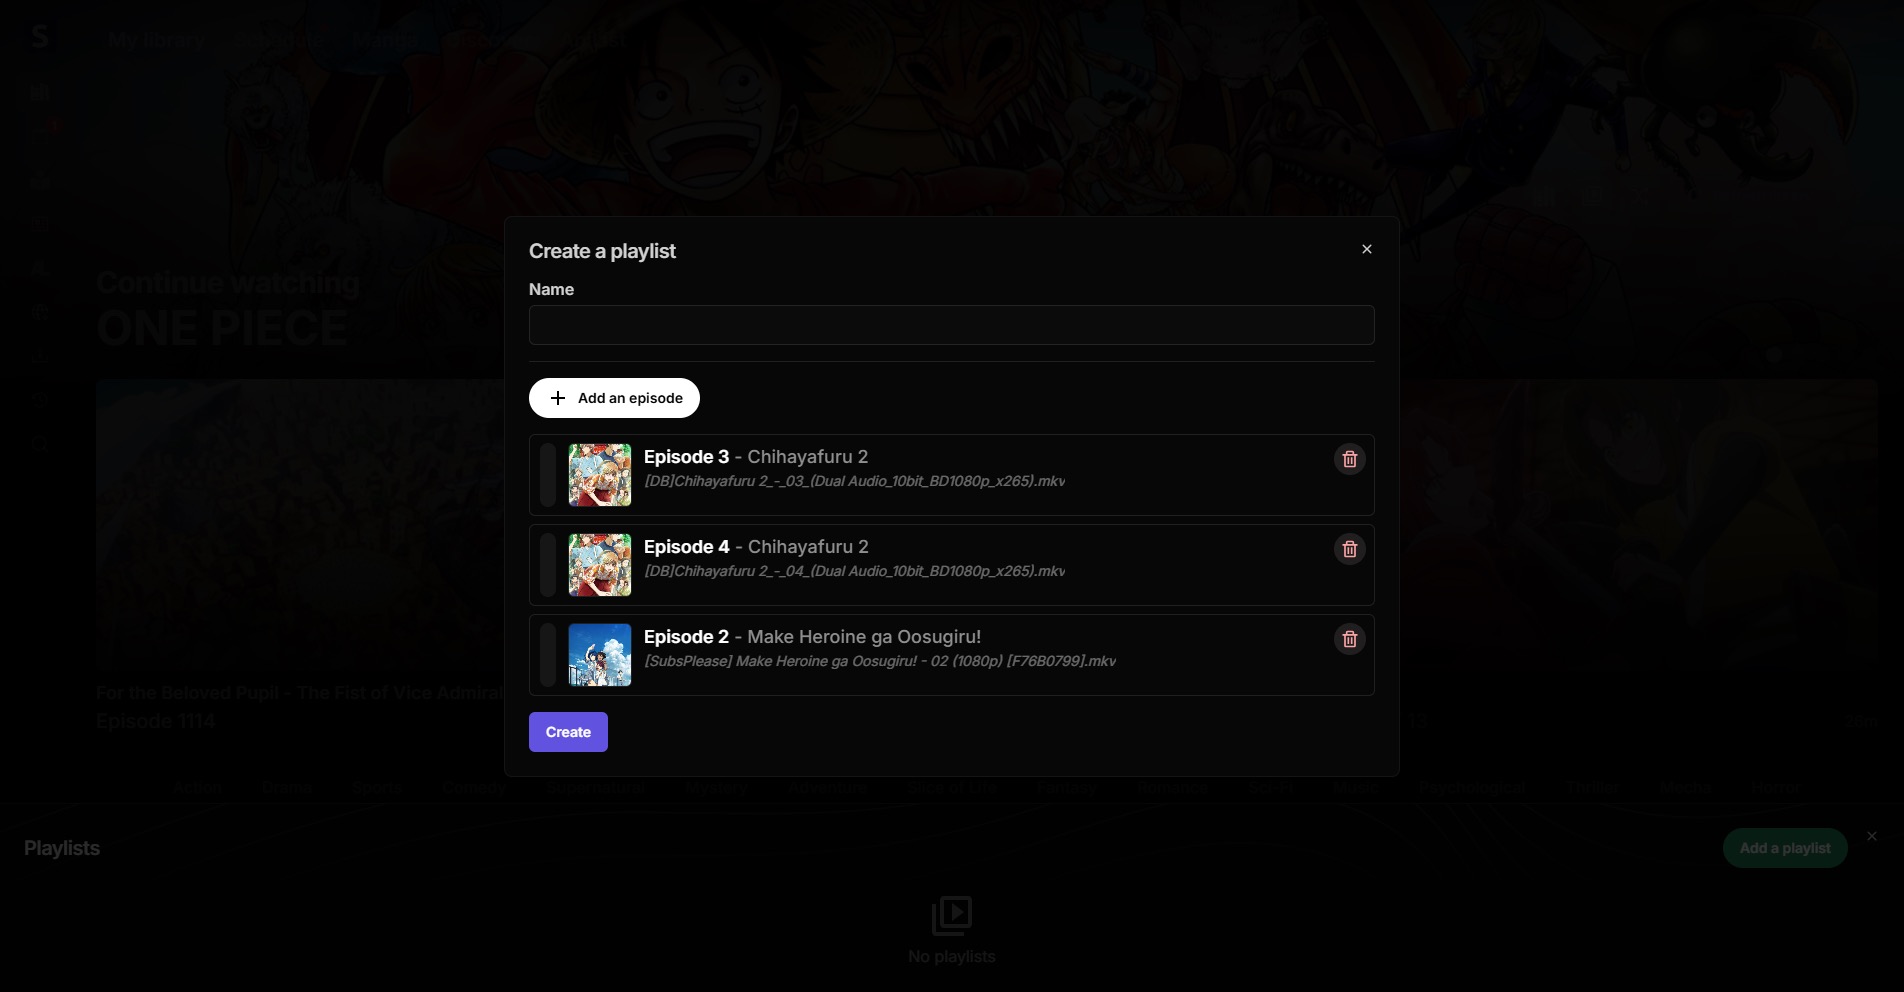 S
My library
Schedule
Manga
Continue watching
ONE PIECE
Create a playlist
Name
Add an episode
Episode 3 - Chihayafuru 2
[DB]Chihayafuru 2_-_03_(Dual Audio_10bit_BD1080p_x265).mkv
Episode 4 - Chihayafuru 2
[DB]Chihayafuru 2_-_04_(Dual Audio_10bit_BD1080p_x265).mkv
Episode 2 - Make Heroine ga Oosugiru!
[SubsPlease] Make Heroine ga Oosugiru! - 02 (1080p) [F76B0799].mkv
Create
For the Beloved Pupil - The Fist of Vice Admiral
Episode 1114
Action Drama Sports Comedy Supernatural Mystery Adventure Slice of Life Fantasy Romance Sci-Fi Music Psychological Thriller Mecha Horror
Playlists
Add a playlist
No playlists